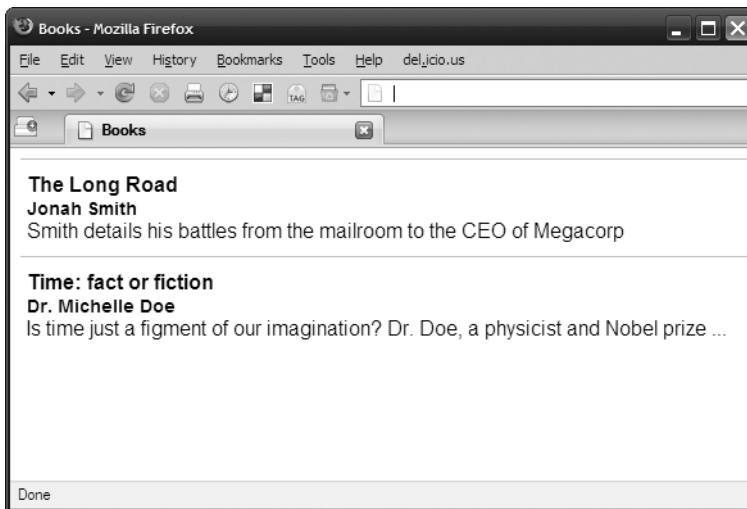 Books - Mozilla Firefox
File Edit View History Bookmarks Tools Help del.icio.us
TAG
Books
The Long Road
Jonah Smith
Smith details his battles from the mailroom to the CEO of Megacorp
Time: fact or fiction
Dr. Michelle Doe
Is time just a figment of our imagination? Dr. Doe, a physicist and Nobel prize ...
Done